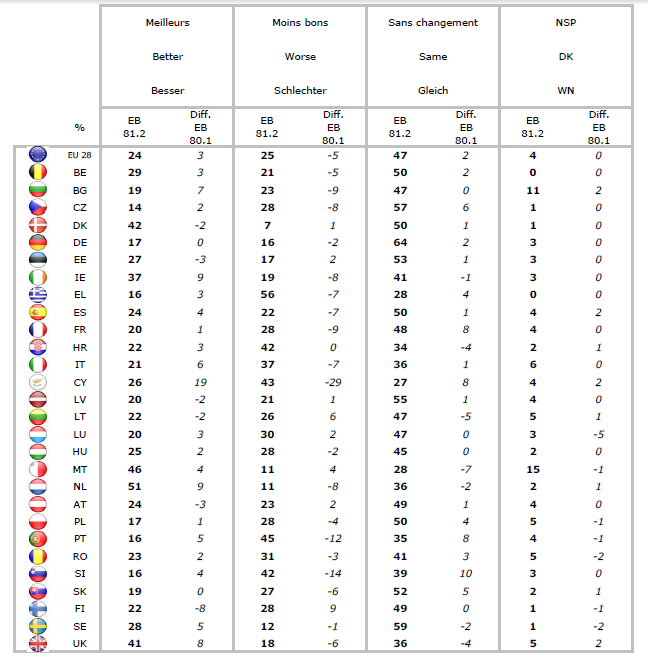 Meilleurs Moins bons Sans changement NSP
Better Worse Same DK
Besser Schlechter Gleich WN
% EB 81.2 Diff. EB 80.1 EB 81.2 Diff. EB 80.1 EB 81.2 Diff. EB 80.1 EB 81.2 Diff. EB 80.1
EU 28 24 3 25 -5 47 2 4 0
BE 29 3 21 -5 50 2 0 0
BG 19 7 23 -9 47 0 11 2
CZ 14 2 28 -8 57 6 1 0
DK 42 -2 7 1 50 1 1 0
DE 17 0 16 -2 64 2 3 0
EE 27 -3 17 2 53 1 3 0
IE 37 9 19 -8 41 -1 3 0
EL 16 3 56 -7 28 4 0 0
ES 24 4 22 -7 50 1 4 2
FR 20 1 28 -9 48 8 4 0
HR 22 3 42 0 34 -4 2 1
IT 21 6 37 -7 36 1 6 0
CY 26 19 43 -29 27 8 4 2
LV 20 -2 21 1 55 1 4 0
LT 22 -2 26 6 47 -5 5 1
LU 20 3 30 2 47 0 3 -5
HU 25 2 28 -2 45 0 2 0
MT 46 4 11 4 28 -7 15 -1
NL 51 9 11 -8 36 -2 2 1
AT 24 -3 23 2 49 1 4 0
PL 17 1 28 -4 50 4 5 -1
PT 16 5 45 -12 35 8 4 -1
RO 23 2 31 -3 41 3 5 -2
SI 16 4 42 -14 39 10 3 0
SK 19 0 27 -6 52 5 2 1
FI 22 -8 28 9 49 0 1 -1
SE 28 5 12 -1 59 -2 1 -2
UK 41 8 18 -6 36 -4 5 2